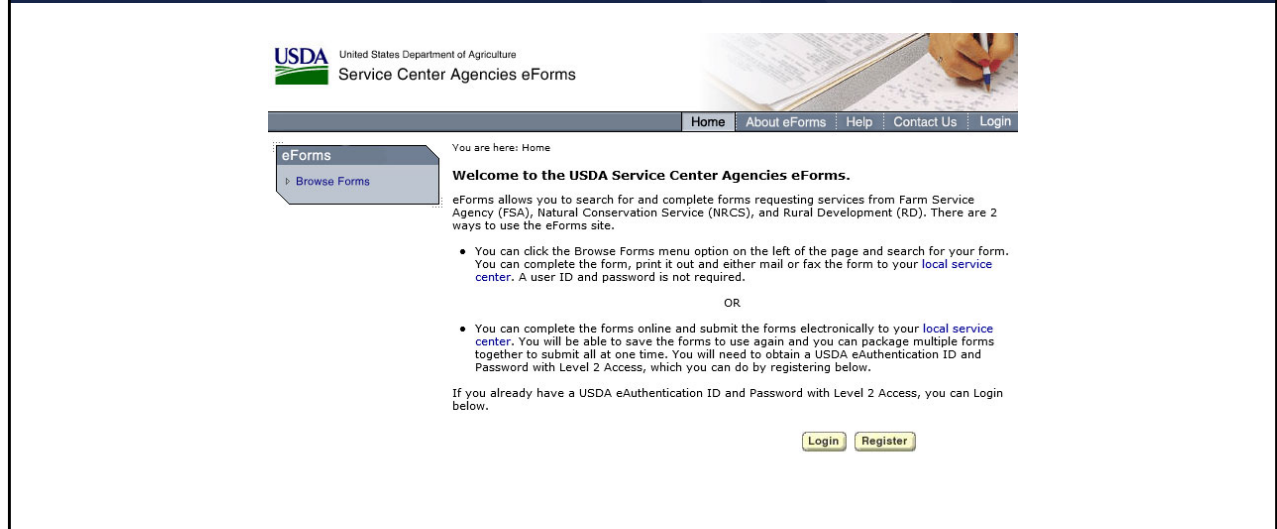 USDA
United States Department of Agriculture
Service Center Agencies eForms
Home About eForms Help Contact Us Login
eForms
Browse Forms
You are here: Home
Welcome to the USDA Service Center Agencies eForms.
eForms allows you to search for and complete forms requesting services from Farm Service
Agency (FSA), Natural Conservation Service (NRCS), and Rural Development (RD). There are 2
ways to use the eForms site.
• You can click the Browse Forms menu option on the left of the page and search for your form.
You can complete the form, print it out and either mail or fax the form to your local service
center. A user ID and password is not required.
OR
• You can complete the forms online and submit the forms electronically to your local service
center. You will be able to save the forms to use again and you can package multiple forms
together to submit all at one time. You will need to obtain a USDA eAuthentication ID and
Password with Level 2 Access, which you can do by registering below.
If you already have a USDA eAuthentication ID and Password with Level 2 Access, you can Login
below.
Login Register